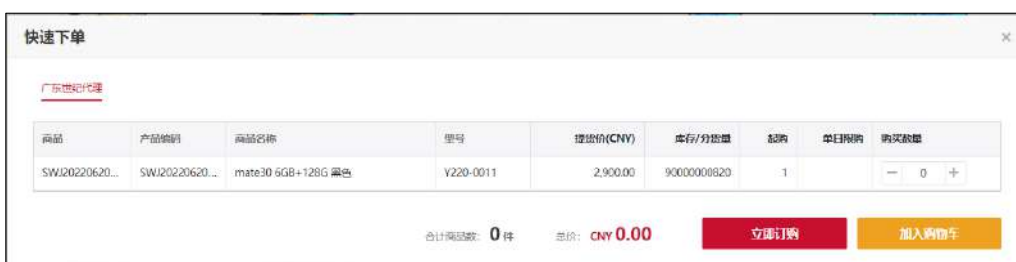 快速下单 ×
广东世纪代理
商品 产品编码 商品名称 型号 提货价(CNY) 库存/分货量 起购 单日限购 购买数量
SWJ20220620... SWJ20220620... mate30 6GB+128G 黑色 Y220-0011 2,900.00 90000000820 1 — 0 +
合计商品数: 0 件 总价: CNY 0.00 立即订购 加入购物车